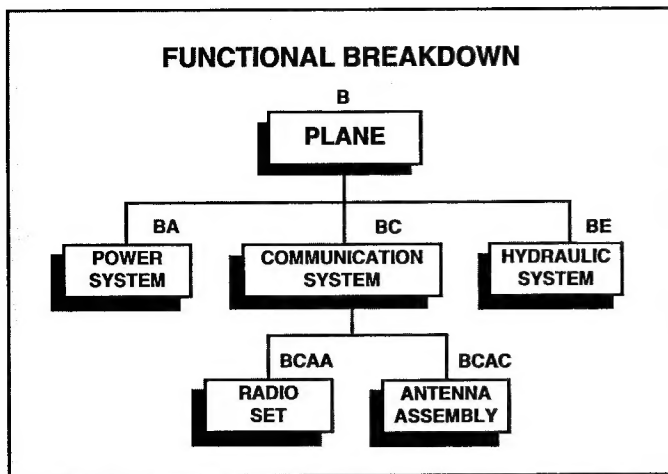 FUNCTIONAL BREAKDOWN
B
PLANE
BA
BC
BE
POWER
SYSTEM
COMMUNICATION
SYSTEM
HYDRAULIC
SYSTEM
BCAA
BCAC
RADIO
SET
ANTENNA
ASSEMBLY